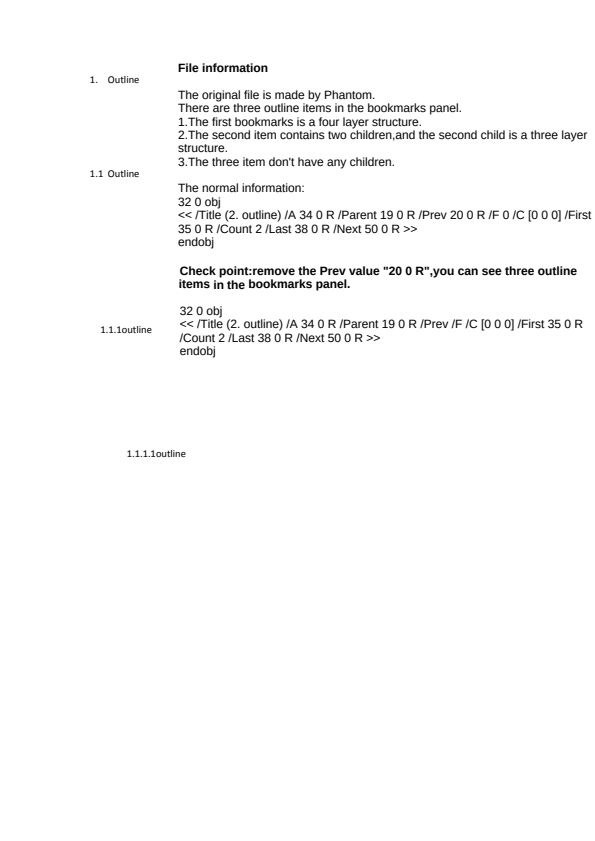 File information
1. Outline
The original file is made by Phantom.
There are three outline items in the bookmarks panel.
1.The first bookmarks is a four layer structure.
2.The second item contains two children,and the second child is a three layer
structure.
3.The three item don't have any children.
1.1 Outline
The normal information:
32 0 obj
<< /Title (2. outline) /A 34 0 R /Parent 19 0 R /Prev 20 0 R /F 0 /C [0 0 0] /First
35 0 R /Count 2 /Last 38 0 R /Next 50 0 R >>
endobj
Check point:remove the Prev value "20 0 R",you can see three outline
items in the bookmarks panel.
32 0 obj
<< /Title (2. outline) /A 34 0 R /Parent 19 0 R /Prev /F /C [0 0 0] /First 35 0 R
1.1.1outline
/Count 2 /Last 38 0 R /Next 50 0 R >>
endobj
1.1.1.1outline